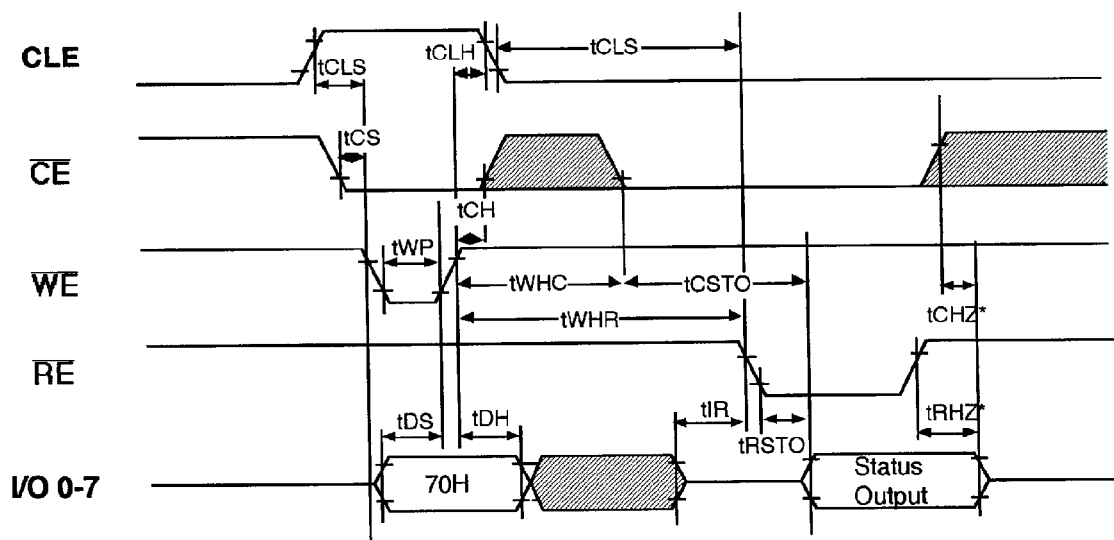 CLE
tCLS
tCLH
tCLS
CE
tCS
tCH
WE
tWP
tWHC
tCSTO
tCHZ*
tWHR
RE
tDS
tDH
tIR
tRSTO
tRHZ*
I/O 0-7
70H
Status
Output